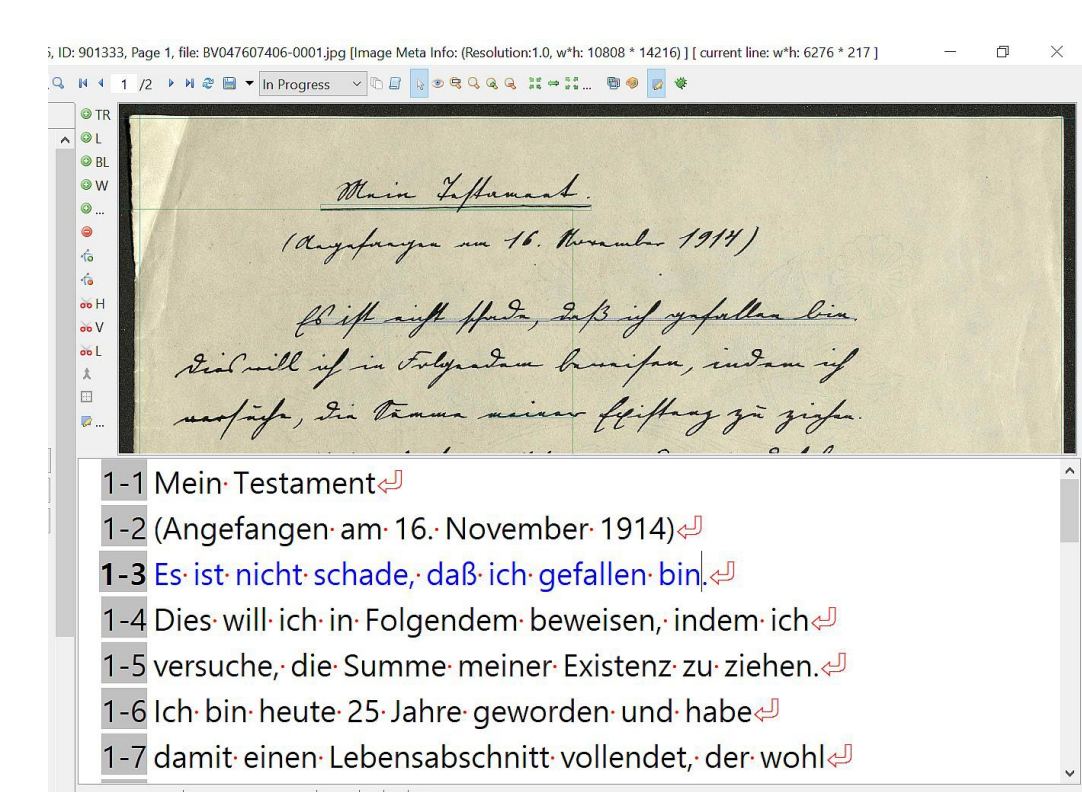 5, ID: 901333, Page 1, file: BV047607406-0001.jpg [Image Meta Info: (Resolution:1.0, w*h: 10808 * 14216) ] [ current line: w*h: 6276 * 217 ]
1 /2 In Progress ...
TR
L
BL
W
...
H
V
L
...
Mein Testament.
(Angefangen am 16. November 1914)
Es ist nicht schade, daß ich gefallen bin.
Dies will ich in Folgendem beweisen, indem ich
versuche, die Summe meiner Existenz zu ziehen.
1-1 Mein Testament
1-2 (Angefangen am 16. November 1914)
1-3 Es ist nicht schade, daß ich gefallen bin.
1-4 Dies will ich in Folgendem beweisen, indem ich
1-5 versuche, die Summe meiner Existenz zu ziehen.
1-6 Ich bin heute 25 Jahre geworden und habe
1-7 damit einen Lebensabschnitt vollendet, der wohl